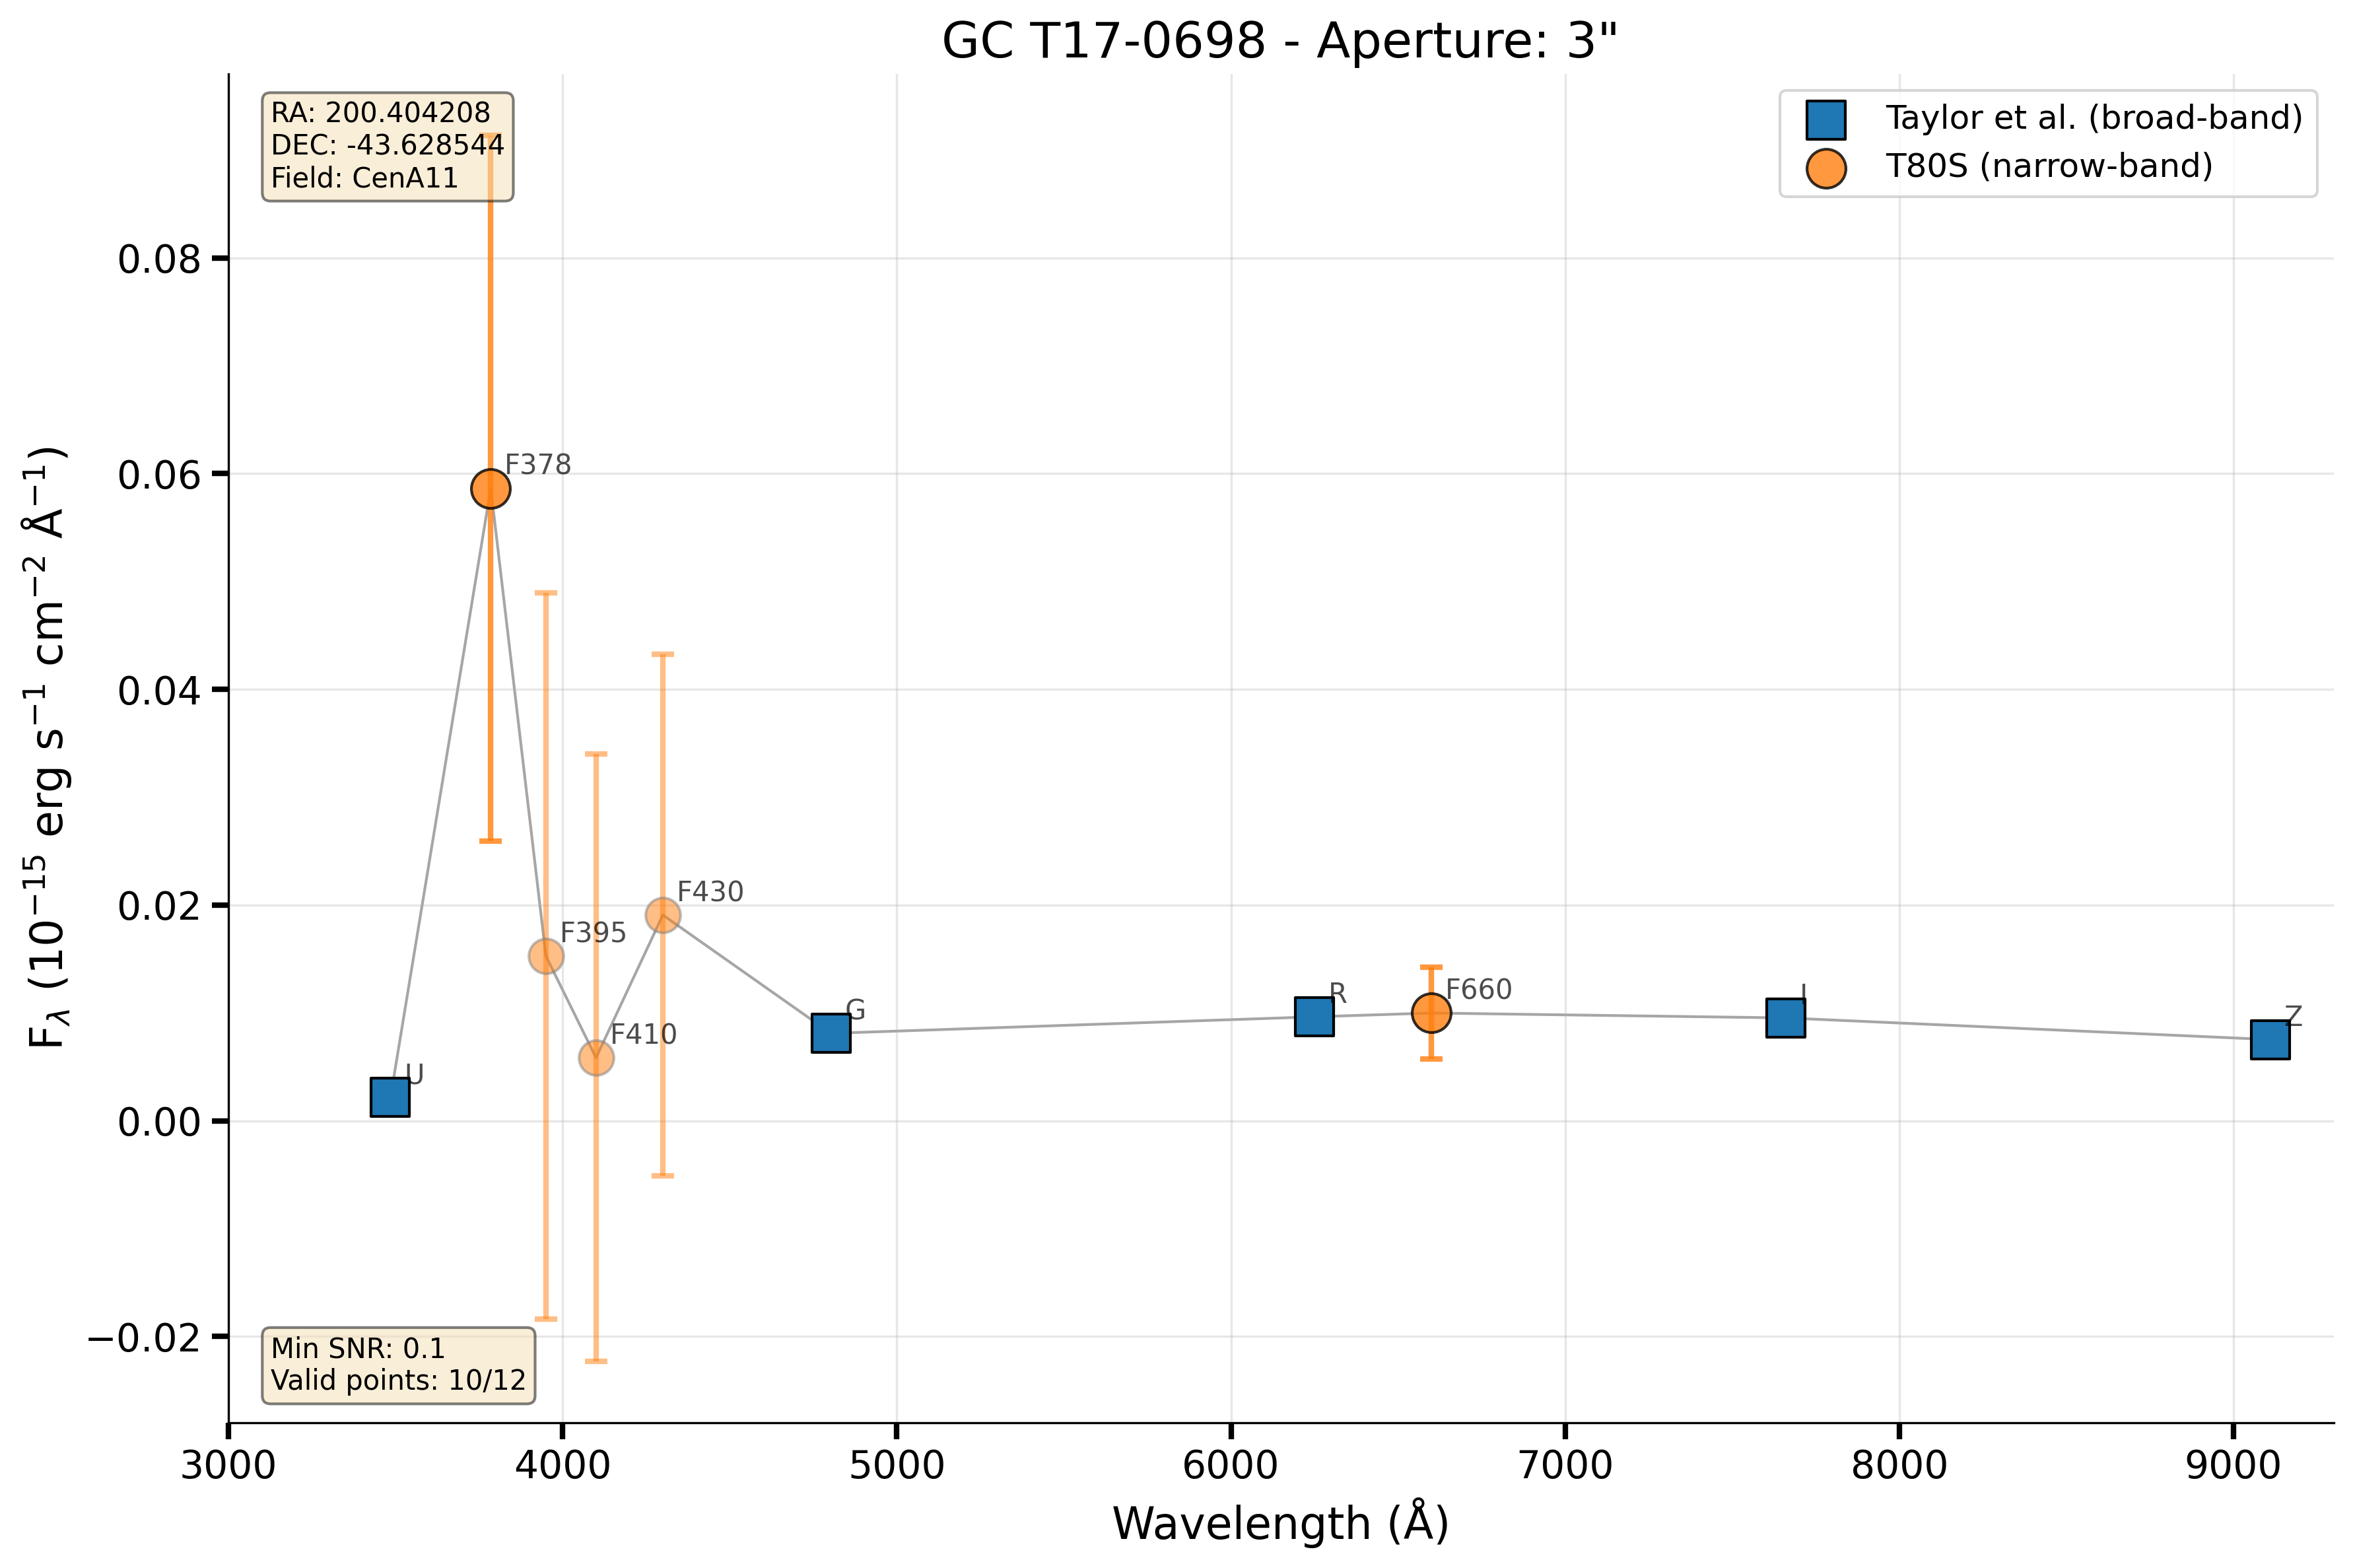 GC T17-0698 - Aperture: 3"
RA: 200.404208
DEC: -43.628544
Field: CenA11
Taylor et al. (broad-band)
T80S (narrow-band)
0.08
0.06
0.04
0.02
0.00
−0.02
F_λ (10⁻¹⁵ erg s⁻¹ cm⁻² Å⁻¹)
U
F378
F395
F410
F430
G
R
F660
I
Z
Min SNR: 0.1
Valid points: 10/12
3000 4000 5000 6000 7000 8000 9000
Wavelength (Å)